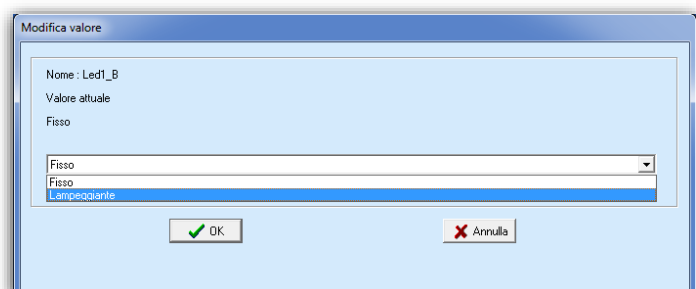 Modifica valore
Nome : Led1_B
Valore attuale
Fisso
Fisso
Fisso
Lampeggiante
OK
Annulla